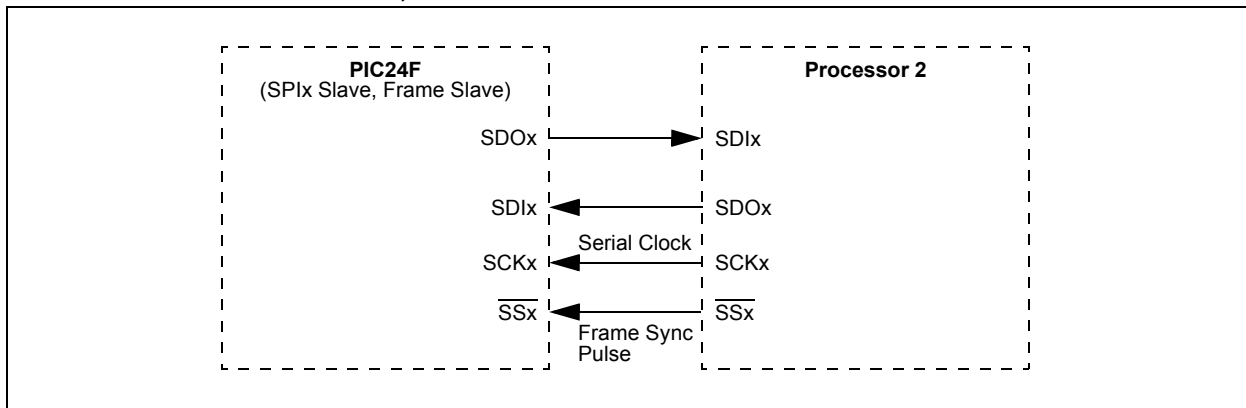 PIC24F
(SPIx Slave, Frame Slave)
Processor 2
SDOx
SDIx
SDIx
SDOx
Serial Clock
SCKx
SCKx
SSx
SSx
Frame Sync
Pulse